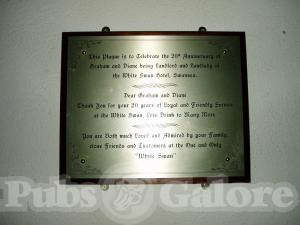 This Plaque is to Celebrate the 20th Anniversary of
Graham and Diane being Landlord and Landlady of
the White Swan Hotel, Swansea.
Dear Graham and Diane
Thank You for your 20 years of Loyal and Friendly Service
at the White Swan, Lets Drink to Many More
You are Both much Loved and Admired by your Family,
close Friends and Customers at the One and Only
"White Swan"
Pubs Galore